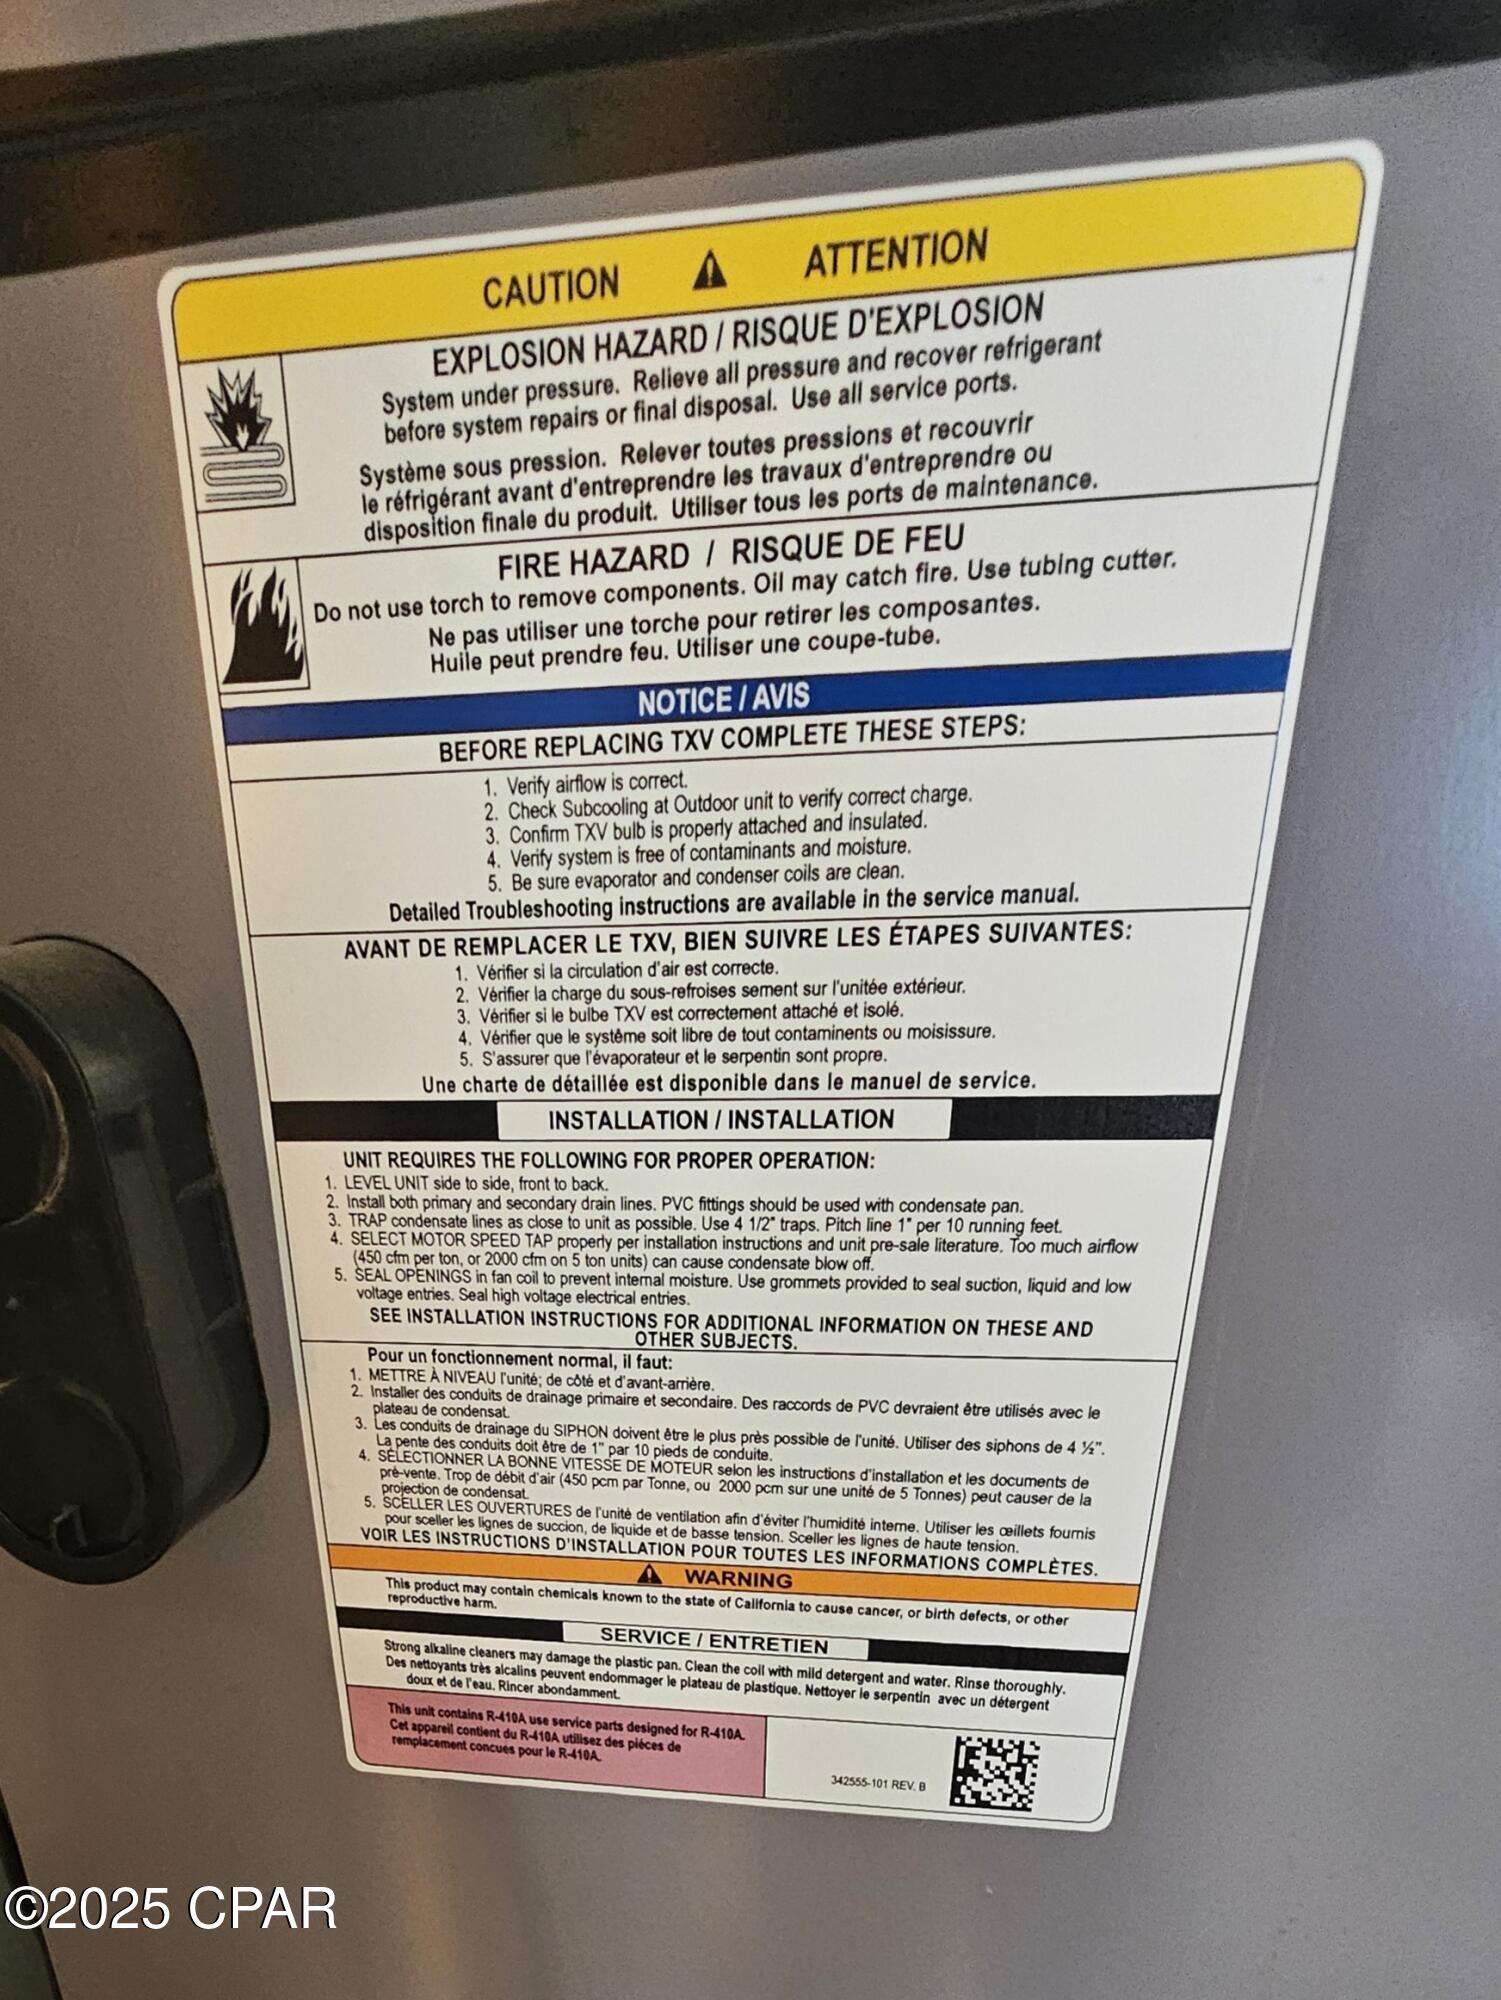 CAUTION ATTENTION
EXPLOSION HAZARD / RISQUE D'EXPLOSION
System under pressure. Relieve all pressure and recover refrigerant
before system repairs or final disposal. Use all service ports.
Système sous pression. Relever toutes pressions et recouvrir
le réfrigérant avant d'entreprendre les travaux d'entreprendre ou
disposition finale du produit. Utiliser tous les ports de maintenance.
FIRE HAZARD / RISQUE DE FEU
Do not use torch to remove components. Oil may catch fire. Use tubing cutter.
Ne pas utiliser une torche pour retirer les composantes.
Huile peut prendre feu. Utiliser une coupe-tube.
NOTICE / AVIS
BEFORE REPLACING TXV COMPLETE THESE STEPS:
1. Verify airflow is correct.
2. Check Subcooling at Outdoor unit to verify correct charge.
3. Confirm TXV bulb is properly attached and insulated.
4. Verify system is free of contaminants and moisture.
5. Be sure evaporator and condenser coils are clean.
Detailed Troubleshooting instructions are available in the service manual.
AVANT DE REMPLACER LE TXV, BIEN SUIVRE LES ÉTAPES SUIVANTES:
1. Vérifier si la circulation d'air est correcte.
2. Vérifier la charge du sous-refroises sement sur l'unitée extérieur.
3. Vérifier si le bulbe TXV est correctement attaché et isolé.
4. Vérifier que le systême soit libre de tout contaminents ou moisissure.
5. S'assurer que l'évaporateur et le serpentin sont propre.
Une charte de détaillée est disponible dans le manuel de service.
INSTALLATION / INSTALLATION
UNIT REQUIRES THE FOLLOWING FOR PROPER OPERATION:
1. LEVEL UNIT side to side, front to back.
2. Install both primary and secondary drain lines. PVC fittings should be used with condensate pan.
3. TRAP condensate lines as close to unit as possible. Use 4 1/2" traps. Pitch line 1" per 10 running feet.
4. SELECT MOTOR SPEED TAP properly per installation instructions and unit pre-sale literature. Too much airflow
(450 cfm per ton, or 2000 cfm on 5 ton units) can cause condensate blow off.
5. SEAL OPENINGS in fan coil to prevent internal moisture. Use grommets provided to seal suction, liquid and low
voltage entries. Seal high voltage electrical entries.
SEE INSTALLATION INSTRUCTIONS FOR ADDITIONAL INFORMATION ON THESE AND
OTHER SUBJECTS.
Pour un fonctionnement normal, il faut:
1. METTRE À NIVEAU l'unité; de côté et d'avant-arrière.
2. Installer des conduits de drainage primaire et secondaire. Des raccords de PVC devraient être utilisés avec le
plateau de condensat.
3. Les conduits de drainage du SIPHON doivent être le plus près possible de l'unité. Utiliser des siphons de 4 ½".
La pente des conduits doit être de 1" par 10 pieds de conduite.
4. SÉLECTIONNER LA BONNE VITESSE DE MOTEUR selon les instructions d'installation et les documents de
pré-vente. Trop de débit d'air (450 pcm par Tonne, ou 2000 pcm sur une unité de 5 Tonnes) peut causer de la
projection de condensat.
5. SCELLER LES OUVERTURES de l'unité de ventilation afin d'éviter l'humidité interne. Utiliser les œillets fournis
pour sceller les lignes de succion, de liquide et de basse tension. Sceller les lignes de haute tension.
VOIR LES INSTRUCTIONS D'INSTALLATION POUR TOUTES LES INFORMATIONS COMPLÈTES.
WARNING
This product may contain chemicals known to the state of California to cause cancer, or birth defects, or other
reproductive harm.
SERVICE / ENTRETIEN
Strong alkaline cleaners may damage the plastic pan. Clean the coil with mild detergent and water. Rinse thoroughly.
Des nettoyants très alcalins peuvent endommager le plateau de plastique. Nettoyer le serpentin avec un détergent
doux et de l'eau. Rincer abondamment.
This unit contains R-410A use service parts designed for R-410A.
Cet appareil contient du R-410A utilisez des piéces de
remplacement concues pour le R-410A.
342555-101 REV. B
©2025 CPAR